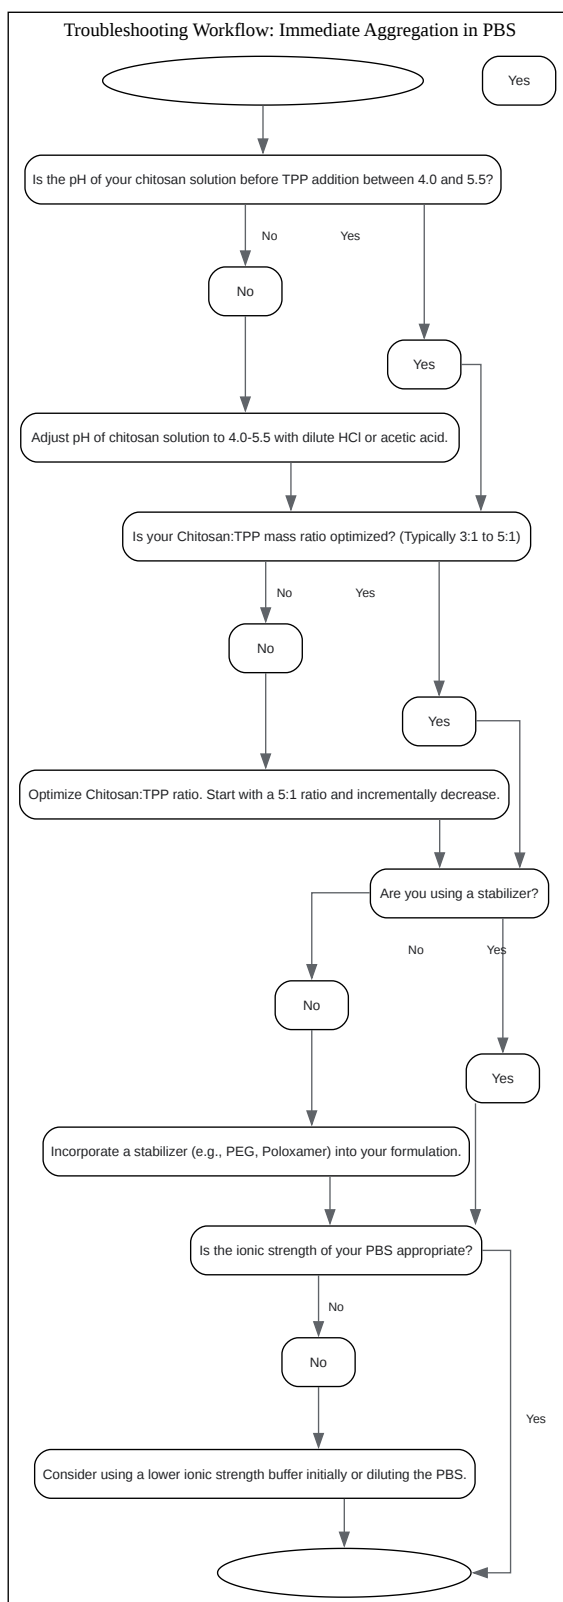 Troubleshooting Workflow: Immediate Aggregation in PBS
Yes
Is the pH of your chitosan solution before TPP addition between 4.0 and 5.5?
No
Yes
No
Yes
Adjust pH of chitosan solution to 4.0-5.5 with dilute HCl or acetic acid.
Is your Chitosan:TPP mass ratio optimized? (Typically 3:1 to 5:1)
No
Yes
No
Yes
Optimize Chitosan:TPP ratio. Start with a 5:1 ratio and incrementally decrease.
Are you using a stabilizer?
No
Yes
No
Yes
Incorporate a stabilizer (e.g., PEG, Poloxamer) into your formulation.
Is the ionic strength of your PBS appropriate?
No
No
Yes
Consider using a lower ionic strength buffer initially or diluting the PBS.